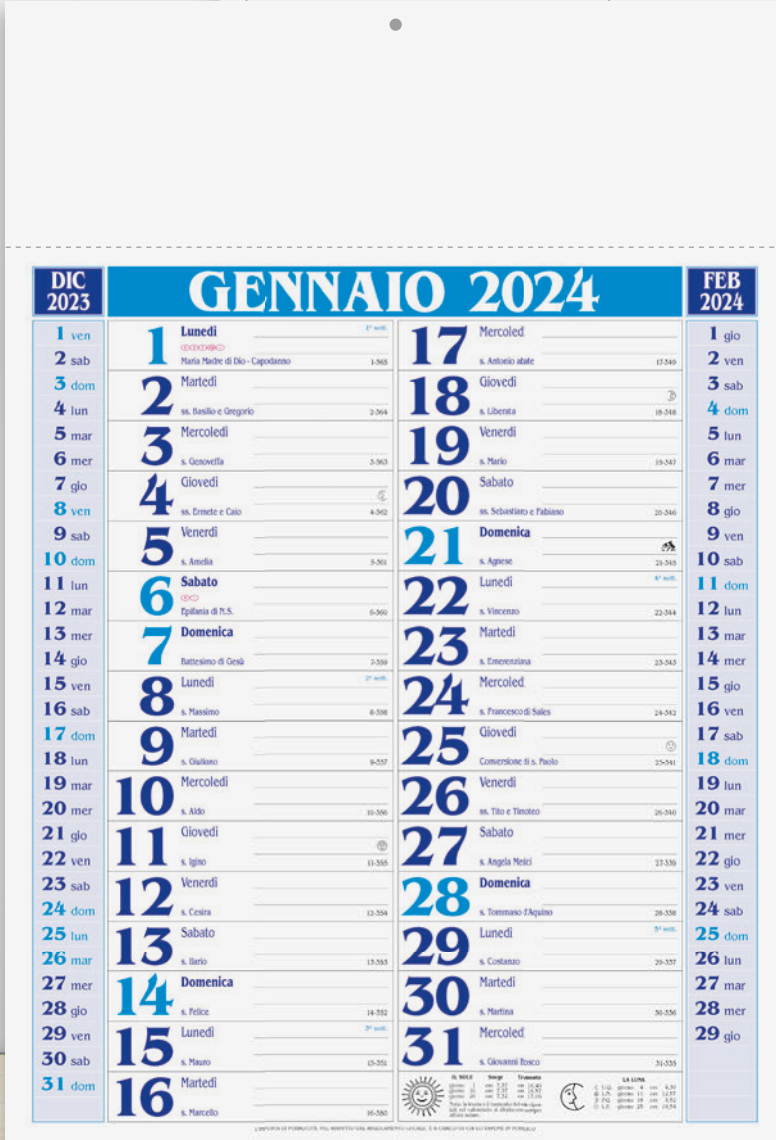 DIC
2023
GENNAIO 2024
FEB
2024
1 ven
2 sab
3 dom
4 lun
5 mar
6 mer
7 gio
8 ven
9 sab
10 dom
11 lun
12 mar
13 mer
14 gio
15 ven
16 sab
17 dom
18 lun
19 mar
20 mer
21 gio
22 ven
23 sab
24 dom
25 lun
26 mar
27 mer
28 gio
29 ven
30 sab
31 dom
1 Lunedì 1ª sett.
Maria Madre di Dio - Capodanno 1-365
2 Martedì
ss. Basilio e Gregorio 2-364
3 Mercoledì
s. Genoveffa 3-363
4 Giovedì
ss. Ermete e Caio 4-362
5 Venerdì
s. Amelia 5-361
6 Sabato
Epifania di N.S. 6-360
7 Domenica
Battesimo di Gesù 7-359
8 Lunedì 2ª sett.
s. Massimo 8-358
9 Martedì
s. Giuliano 9-357
10 Mercoledì
s. Aldo 10-356
11 Giovedì
s. Igino 11-355
12 Venerdì
s. Cesira 12-354
13 Sabato
s. Ilario 13-353
14 Domenica
s. Felice 14-352
15 Lunedì 3ª sett.
s. Mauro 15-351
16 Martedì
s. Marcello 16-350
17 Mercoled
s. Antonio abate 17-349
18 Giovedì
s. Liberata 18-348
19 Venerdì
s. Mario 19-347
20 Sabato
ss. Sebastiano e Fabiano 20-346
21 Domenica
s. Agnese 21-345
22 Lunedì 4ª sett.
s. Vincenzo 22-344
23 Martedì
s. Emerenziana 23-343
24 Mercoled
s. Francesco di Sales 24-342
25 Giovedì
Conversione di s. Paolo 25-341
26 Venerdì
ss. Tito e Timoteo 26-340
27 Sabato
s. Angela Merici 27-339
28 Domenica
s. Tommaso d'Aquino 28-338
29 Lunedì 5ª sett.
s. Costanzo 29-337
30 Martedì
s. Martina 30-336
31 Mercoled
s. Giovanni Bosco 31-335
IL SOLE Sorge Tramonta
LA LUNA
1 gio
2 ven
3 sab
4 dom
5 lun
6 mar
7 mer
8 gio
9 ven
10 sab
11 dom
12 lun
13 mar
14 mer
15 gio
16 ven
17 sab
18 dom
19 lun
20 mar
21 mer
22 gio
23 ven
24 sab
25 dom
26 lun
27 mar
28 mer
29 gio